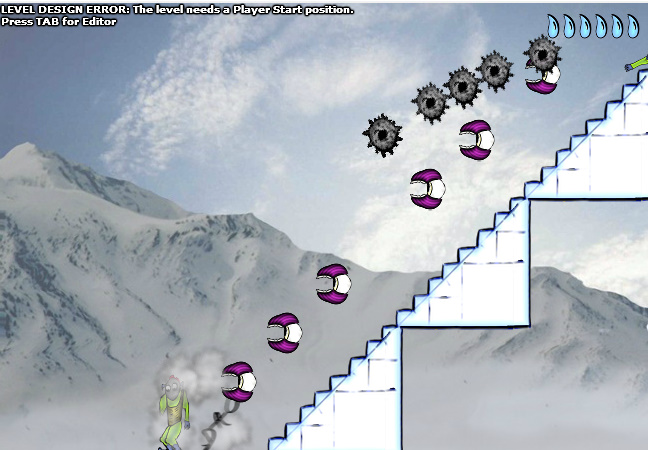 LEVEL DESIGN ERROR: The level needs a Player Start position.
Press TAB for Editor